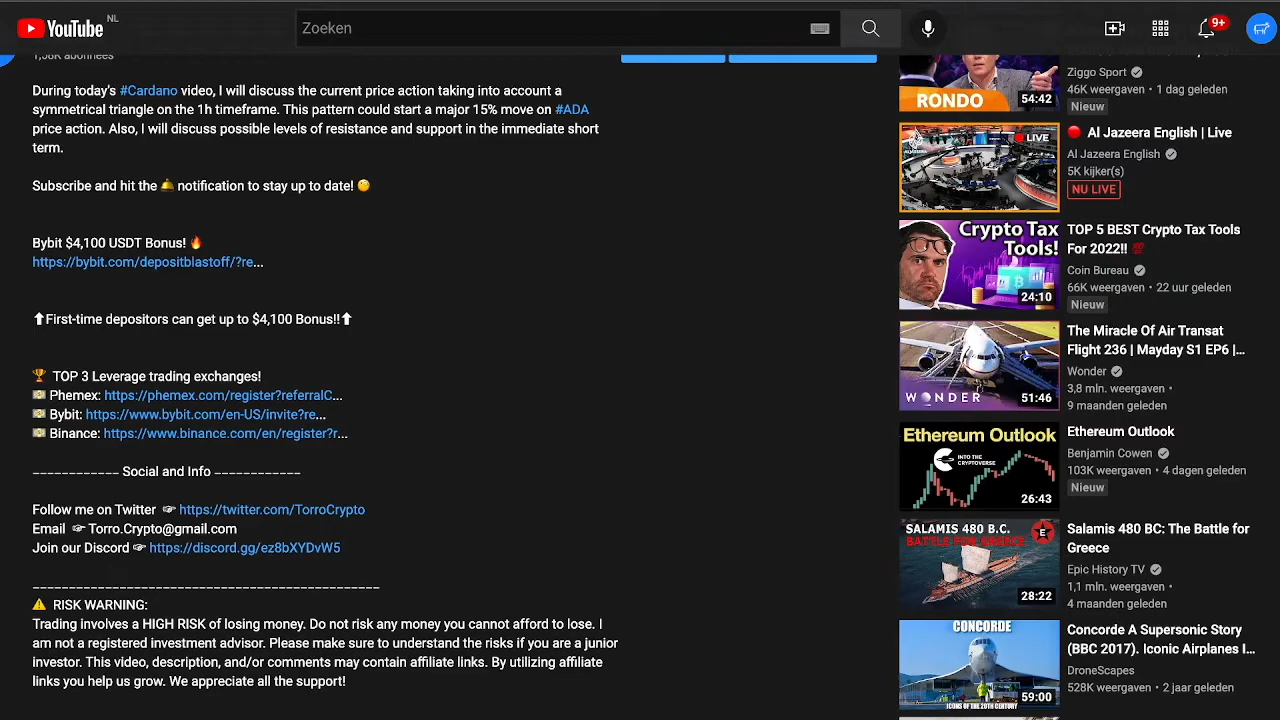 YouTube NL
Zoeken
9+
1,58K abonnees
During today's #Cardano video, I will discuss the current price action taking into account a
symmetrical triangle on the 1h timeframe. This pattern could start a major 15% move on #ADA
price action. Also, I will discuss possible levels of resistance and support in the immediate short
term.
Subscribe and hit the 🔔 notification to stay up to date! 🤔
Bybit $4,100 USDT Bonus! 🔥
https://bybit.com/depositblastoff/?re...
⬆First-time depositors can get up to $4,100 Bonus!!⬆
🏆 TOP 3 Leverage trading exchanges!
💵 Phemex: https://phemex.com/register?referralC...
💵 Bybit: https://www.bybit.com/en-US/invite?re...
💵 Binance: https://www.binance.com/en/register?r...
------------ Social and Info ------------
Follow me on Twitter 👉 https://twitter.com/TorroCrypto
Email 👉 Torro.Crypto@gmail.com
Join our Discord 👉 https://discord.gg/ez8bXYDvW5
------------------------------------------------
⚠ RISK WARNING:
Trading involves a HIGH RISK of losing money. Do not risk any money you cannot afford to lose. I
am not a registered investment advisor. Please make sure to understand the risks if you are a junior
investor. This video, description, and/or comments may contain affiliate links. By utilizing affiliate
links you help us grow. We appreciate all the support!
RONDO
54:42
Ziggo Sport
46K weergaven • 1 dag geleden
Nieuw
LIVE
ALJAZEERA
🔴 Al Jazeera English | Live
Al Jazeera English
5K kijker(s)
NU LIVE
Crypto Tax
Tools!
24:10
TOP 5 BEST Crypto Tax Tools
For 2022!! 💯
Coin Bureau
66K weergaven • 22 uur geleden
Nieuw
WONDER
51:46
The Miracle Of Air Transat
Flight 236 | Mayday S1 EP6 |...
Wonder
3,8 mln. weergaven •
9 maanden geleden
Ethereum Outlook
INTO THE
CRYPTOVERSE
26:43
Ethereum Outlook
Benjamin Cowen
103K weergaven • 4 dagen geleden
Nieuw
SALAMIS 480 B.C.
BATTLE FOR GREECE
E
28:22
Salamis 480 BC: The Battle for
Greece
Epic History TV
1,1 mln. weergaven •
4 maanden geleden
CONCORDE
ICONS OF THE 20TH CENTURY
59:00
Concorde A Supersonic Story
(BBC 2017). Iconic Airplanes I...
DroneScapes
528K weergaven • 2 jaar geleden